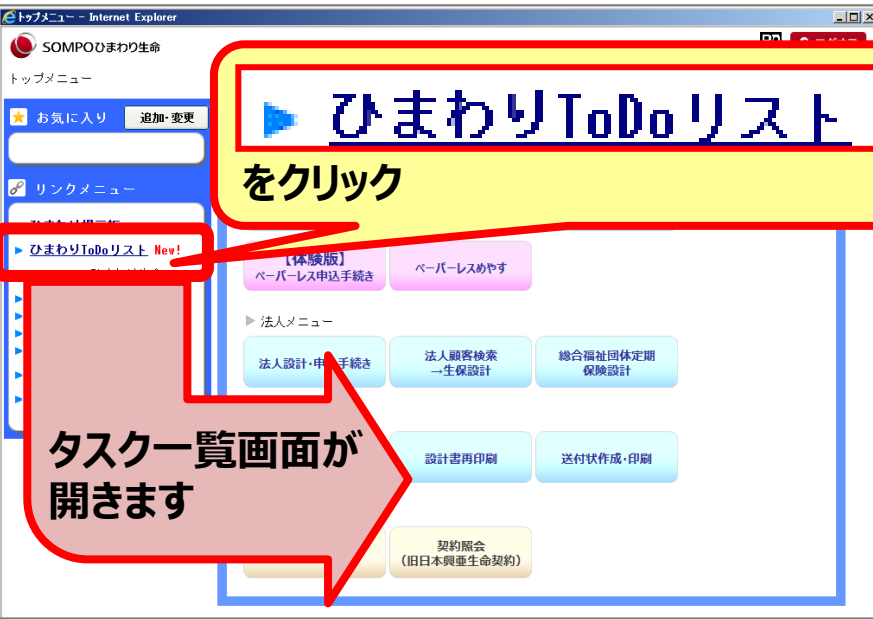 トップメニュー - Internet Explorer
SOMPOひまわり生命
トップメニュー
お気に入り 追加・変更
リンクメニュー
ひまわりToDoリスト New!
ひまわりToDoリスト
をクリック
【体験版】
ペーパーレス申込手続き
ペーパーレスめやす
法人メニュー
法人設計・申込手続き
法人顧客検索
→生保設計
総合福祉団体定期
保険設計
設計書再印刷
送付状作成・印刷
契約照会
(旧日本興亜生命契約)
タスク一覧画面が
開きます